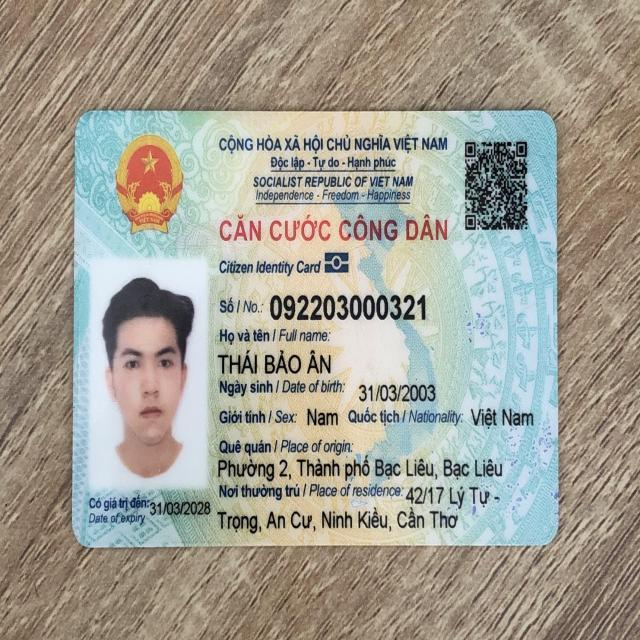 CỘNG HÒA XÃ HỘI CHỦ NGHĨA VIỆT NAM
Độc lập - Tự do - Hạnh phúc
SOCIALIST REPUBLIC OF VIET NAM
Independence - Freedom - Happiness
CĂN CƯỚC CÔNG DÂN
Citizen Identity Card
Số / No.: 092203000321
Họ và tên / Full name:
THÁI BẢO ÂN
Ngày sinh / Date of birth: 31/03/2003
Giới tính / Sex: Nam Quốc tịch / Nationality: Việt Nam
Quê quán / Place of origin:
Phường 2, Thành phố Bạc Liêu, Bạc Liêu
Nơi thường trú / Place of residence: 42/17 Lý Tự -
Trọng, An Cư, Ninh Kiều, Cần Thơ
Có giá trị đến: 31/03/2028
Date of expiry